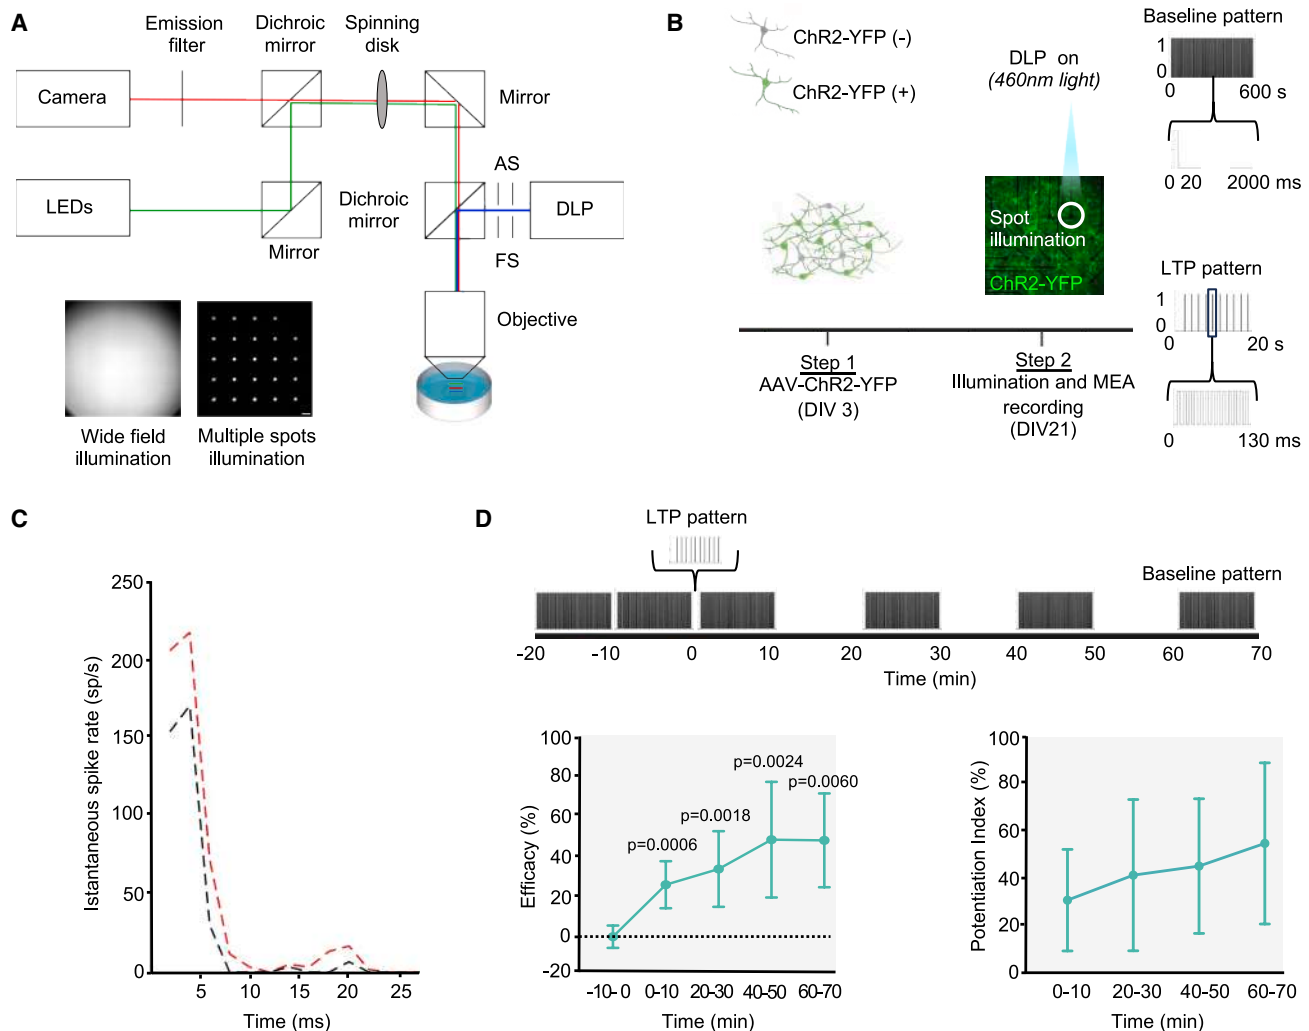 A
Emission
filter
Dichroic
mirror
Spinning
disk
Camera
Mirror
AS
LEDs
Dichroic
mirror
DLP
Mirror
FS
Objective
Wide field
illumination
Multiple spots
illumination
B
ChR2-YFP (-)
ChR2-YFP (+)
DLP on
(460nm light)
Spot
illumination
ChR2-YFP
Step 1
AAV-ChR2-YFP
(DIV 3)
Step 2
Illumination and MEA
recording
(DIV21)
Baseline pattern
1
0
0 600 s
0 20 2000 ms
LTP pattern
1
0
0 20 s
0 130 ms
C
Istantaneous spike rate (sp/s)
250
200
150
100
50
0
5 10 15 20 25
Time (ms)
D
LTP pattern
Baseline pattern
-20 -10 0 10 20 30 40 50 60 70
Time (min)
Efficacy (%)
100
80
60
40
20
0
-20
p=0.0006
p=0.0018
p=0.0024
p=0.0060
-10- 0 0-10 20-30 40-50 60-70
Time (min)
Potentiation Index (%)
100
80
60
40
20
0
0-10 20-30 40-50 60-70
Time (min)